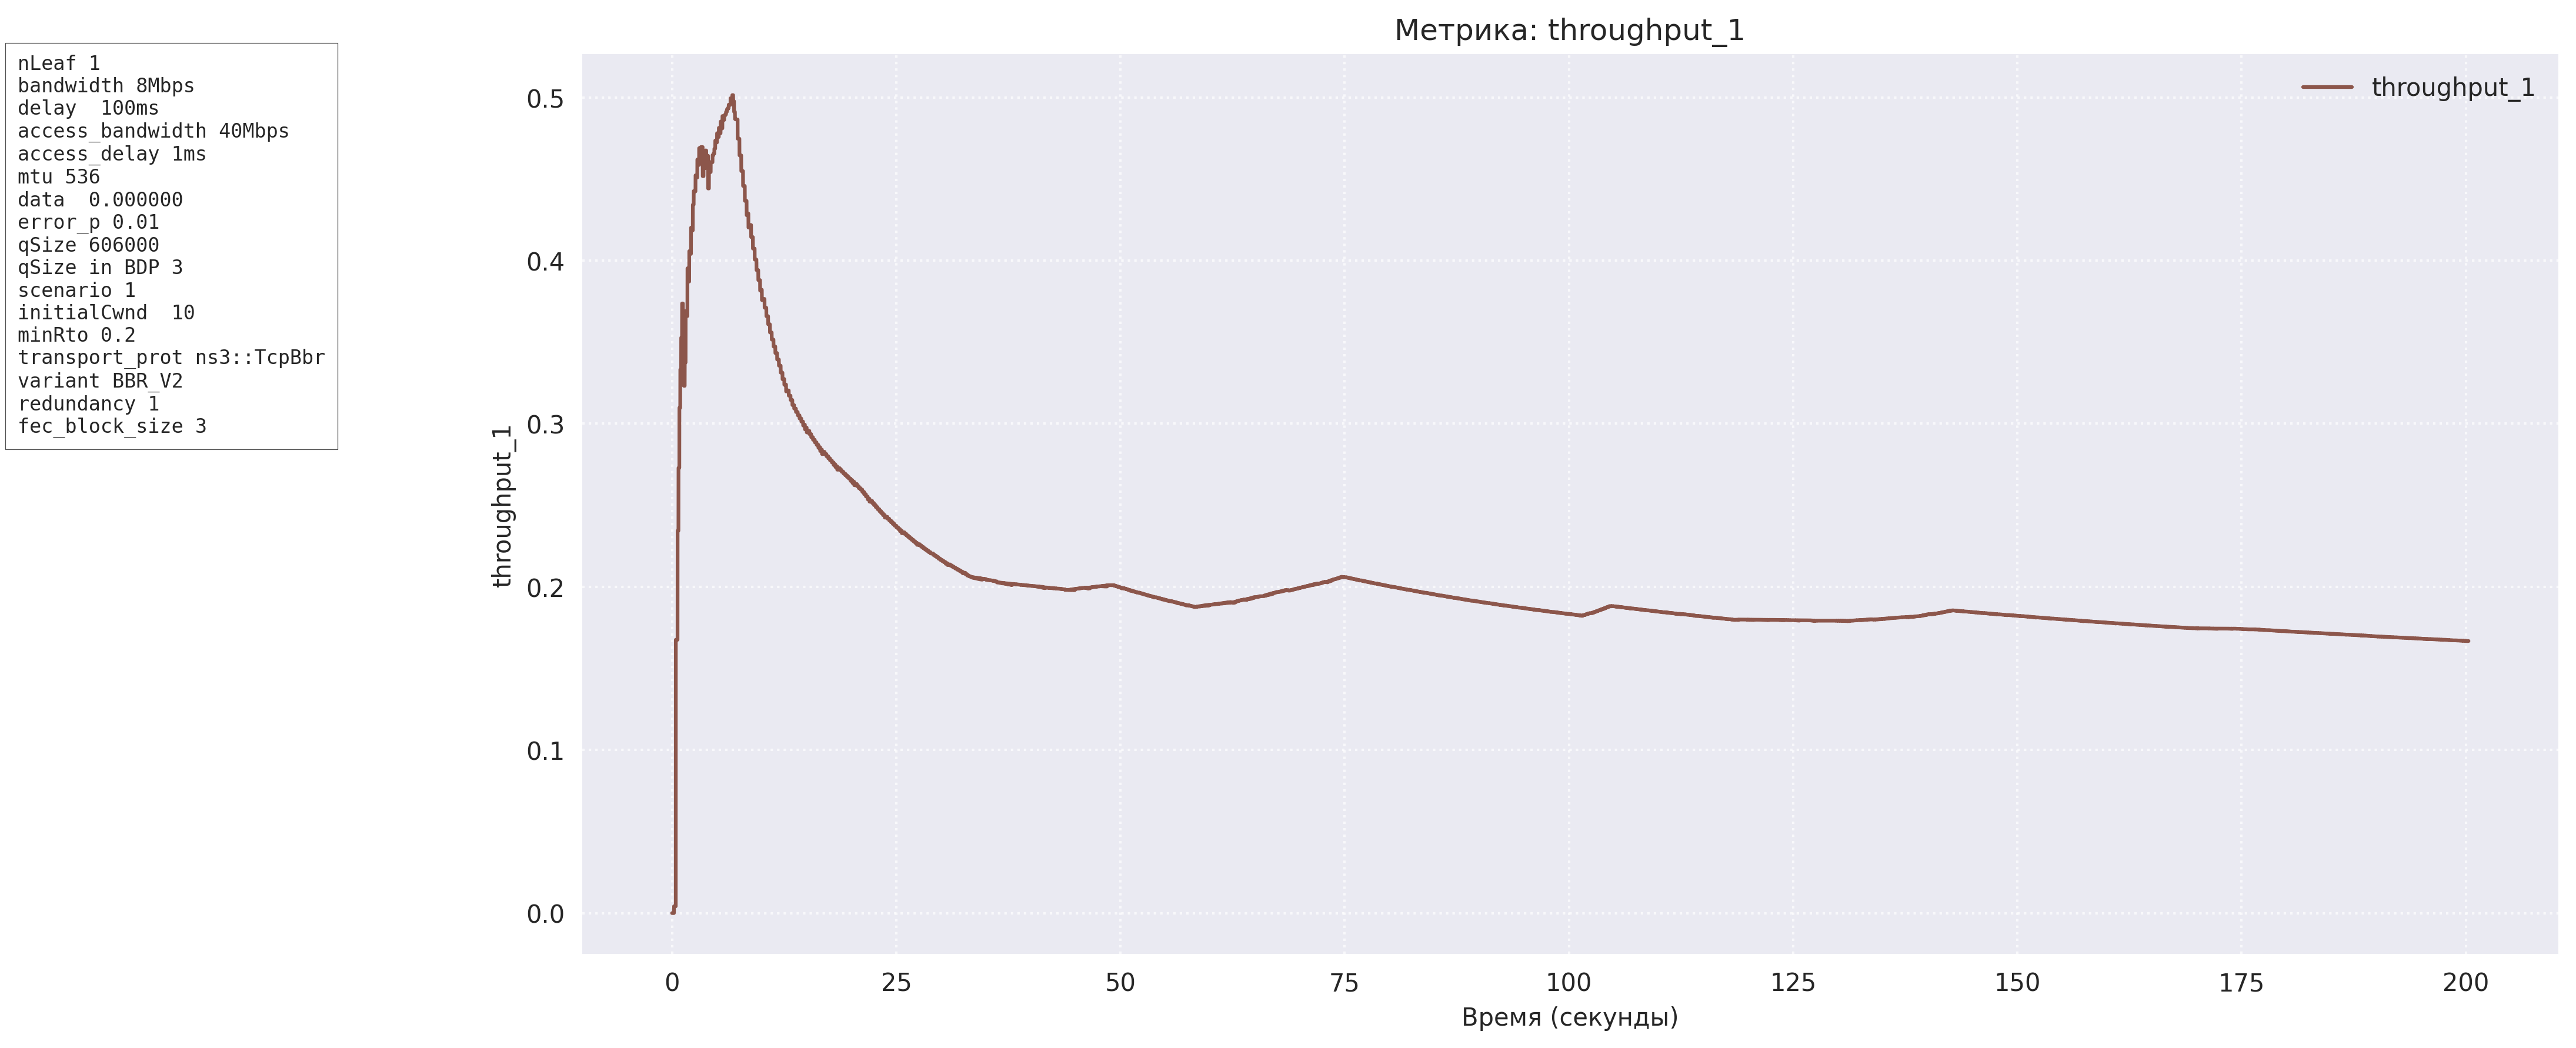 Метрика: throughput_1
nLeaf 1
bandwidth 8Mbps
delay  100ms
access_bandwidth 40Mbps
access_delay 1ms
mtu 536
data  0.000000
error_p 0.01
qSize 606000
qSize in BDP 3
scenario 1
initialCwnd  10
minRto 0.2
transport_prot ns3::TcpBbr
variant BBR_V2
redundancy 1
fec_block_size 3
throughput_1
throughput_1
0.5
0.4
0.3
0.2
0.1
0.0
0 25 50 75 100 125 150 175 200
Время (секунды)